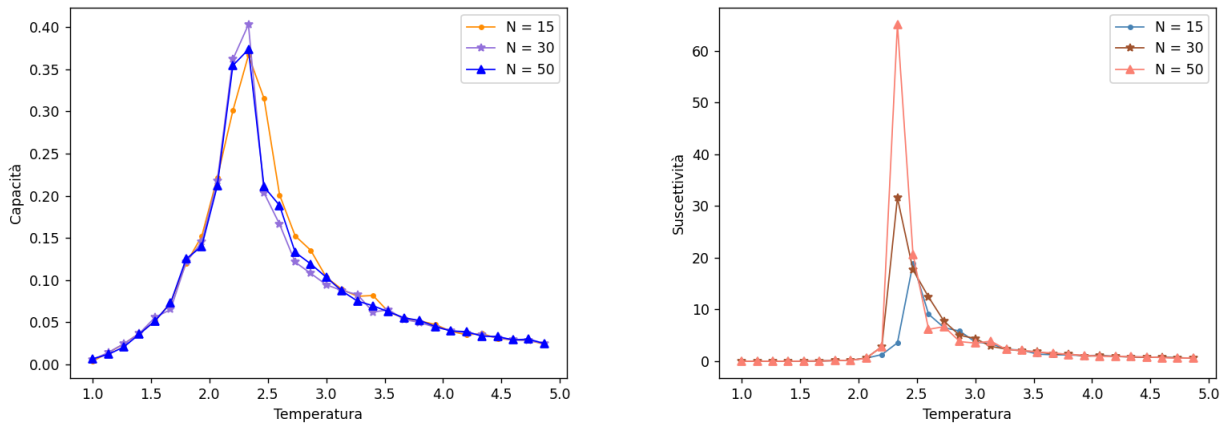 0.40
0.35
0.30
0.25
0.20
0.15
0.10
0.05
0.00
Capacità
1.0 1.5 2.0 2.5 3.0 3.5 4.0 4.5 5.0
Temperatura
N = 15
N = 30
N = 50
60
50
40
30
20
10
0
Suscettività
1.0 1.5 2.0 2.5 3.0 3.5 4.0 4.5 5.0
Temperatura
N = 15
N = 30
N = 50